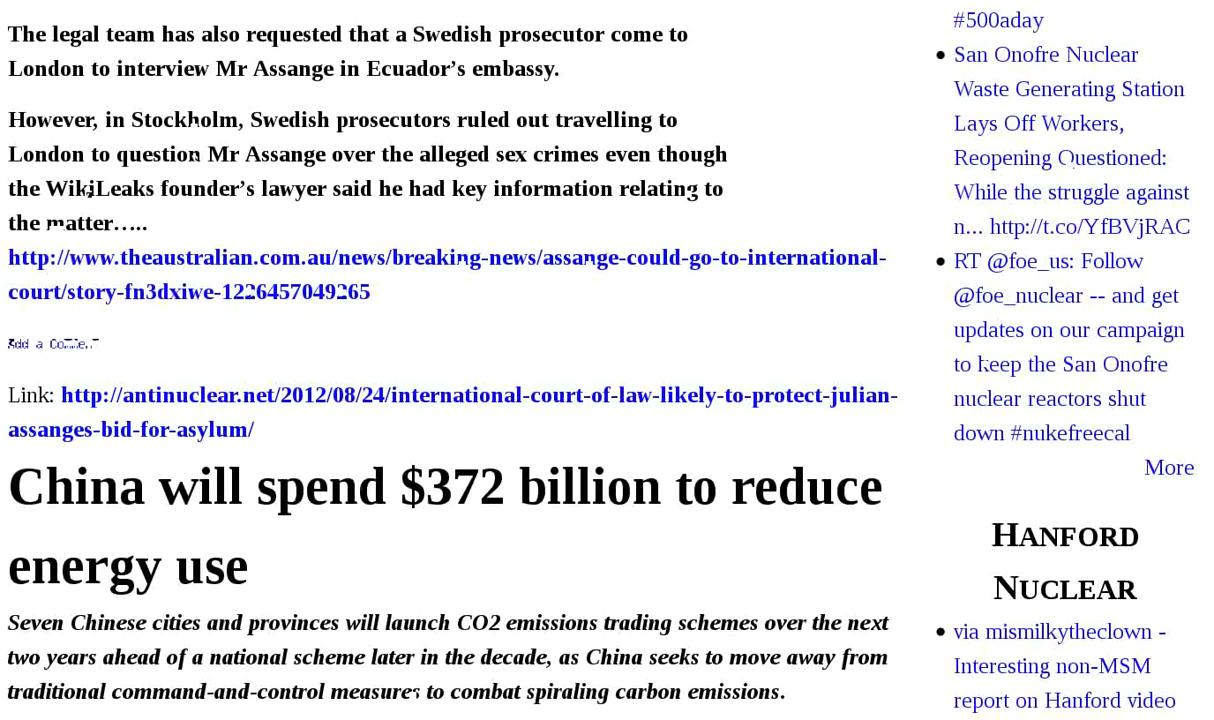 The legal team has also requested that a Swedish prosecutor come to
London to interview Mr Assange in Ecuador’s embassy.
However, in Stockholm, Swedish prosecutors ruled out travelling to
London to question Mr Assange over the alleged sex crimes even though
the WikiLeaks founder’s lawyer said he had key information relating to
the matter…..
http://www.theaustralian.com.au/news/breaking-news/assange-could-go-to-international-
court/story-fn3dxiwe-1226457049265
Add a Comment
Link: http://antinuclear.net/2012/08/24/international-court-of-law-likely-to-protect-julian-
assanges-bid-for-asylum/
China will spend $372 billion to reduce
energy use
Seven Chinese cities and provinces will launch CO2 emissions trading schemes over the next
two years ahead of a national scheme later in the decade, as China seeks to move away from
traditional command-and-control measures to combat spiraling carbon emissions.
#500aday
San Onofre Nuclear
Waste Generating Station
Lays Off Workers,
Reopening Questioned:
While the struggle against
n... http://t.co/YfBVjRAC
RT @foe_us: Follow
@foe_nuclear -- and get
updates on our campaign
to keep the San Onofre
nuclear reactors shut
down #nukefreecal
More
HANFORD
NUCLEAR
via mismilkytheclown -
Interesting non-MSM
report on Hanford video